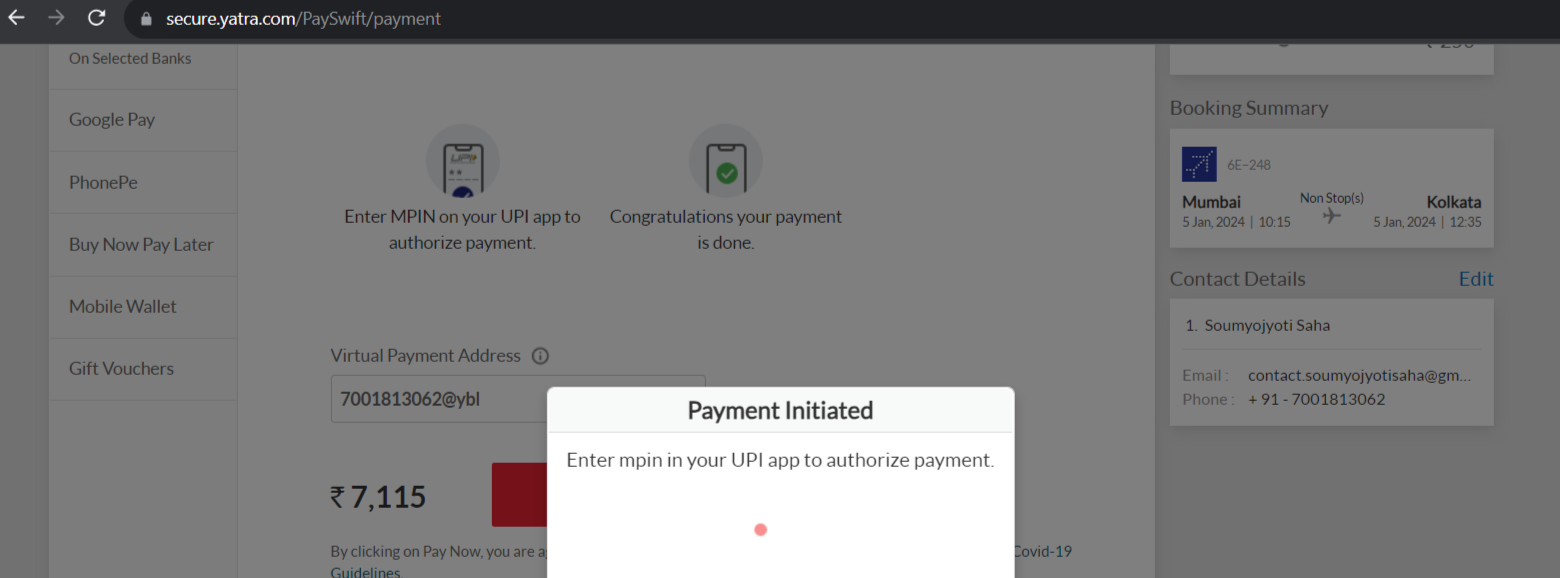 secure.yatra.com/PaySwift/payment
On Selected Banks
Google Pay
PhonePe
Buy Now Pay Later
Mobile Wallet
Gift Vouchers
UPI
Enter MPIN on your UPI app to
authorize payment.
Congratulations your payment
is done.
Virtual Payment Address
7001813062@ybl
₹ 7,115
By clicking on Pay Now, you are
Covid-19
Guidelines
Payment Initiated
Enter mpin in your UPI app to authorize payment.
Booking Summary
6E-248
Mumbai
Non Stop(s)
Kolkata
5 Jan, 2024 | 10:15
5 Jan, 2024 | 12:35
Contact Details
Edit
1. Soumyojyoti Saha
Email : contact.soumyojyotisaha@gm...
Phone : + 91 - 7001813062